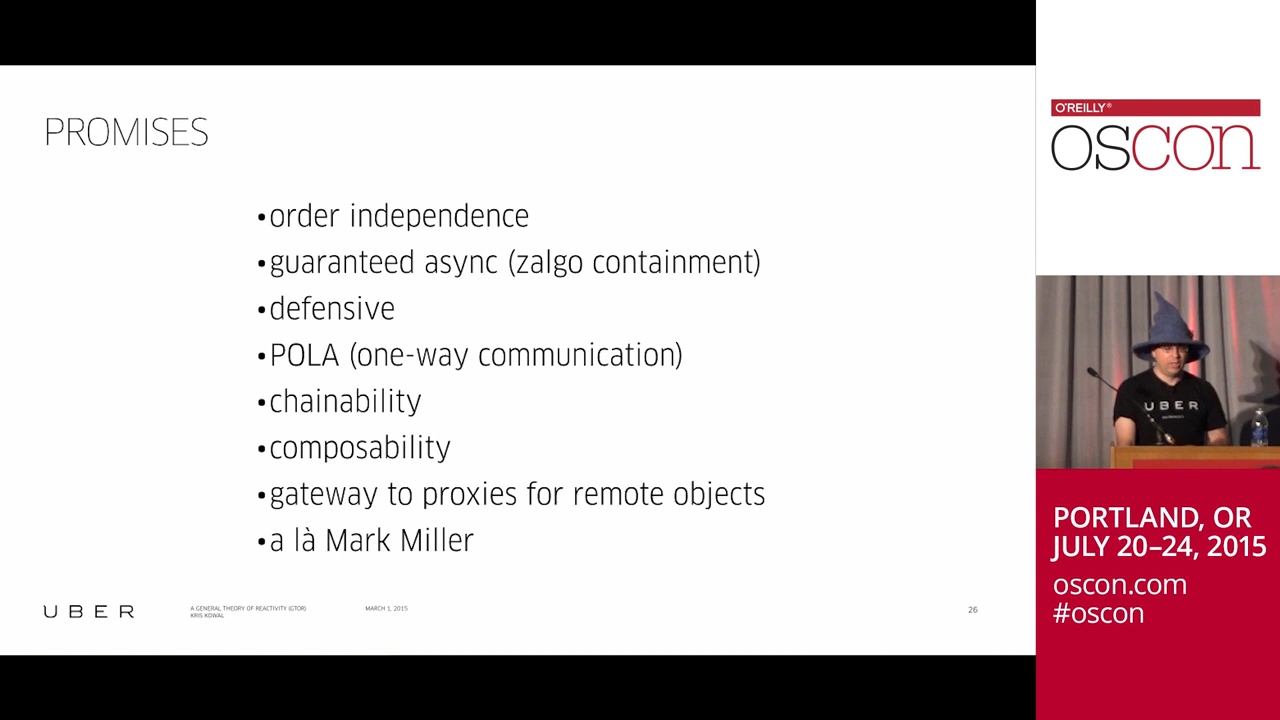 PROMISES
•order independence
•guaranteed async (zalgo containment)
•defensive
•POLA (one-way communication)
•chainability
•composability
•gateway to proxies for remote objects
•a là Mark Miller
UBER
A GENERAL THEORY OF REACTIVITY (GTOR)
KRIS KOWAL
MARCH 1, 2015
26
O'REILLY®
oscon
UBER
PORTLAND, OR
JULY 20–24, 2015
oscon.com
#oscon